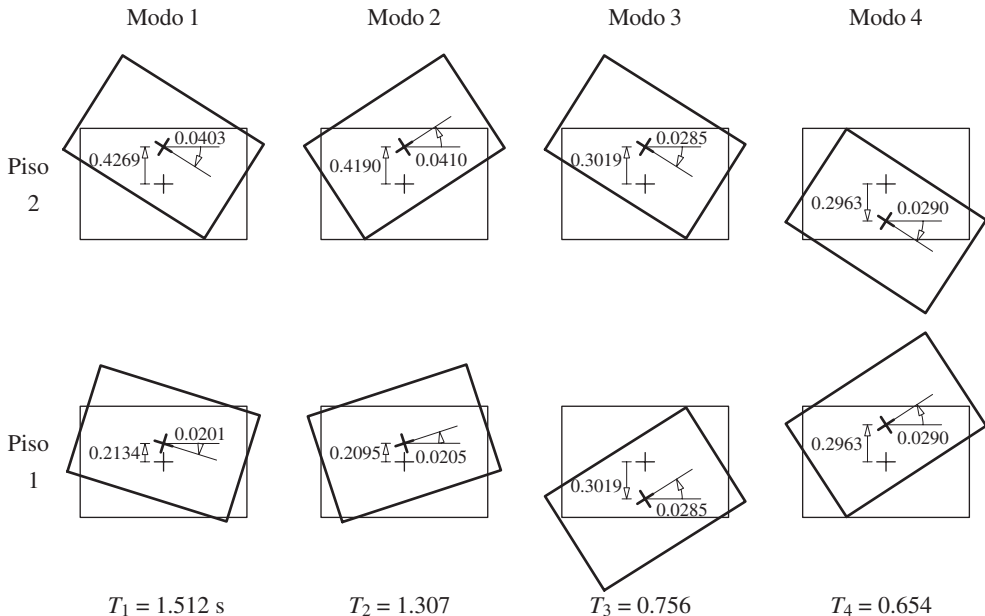 Modo 1
Modo 2
Modo 3
Modo 4
Piso
2
0.4269
0.0403
0.4190
0.0410
0.3019
0.0285
0.2963
0.0290
Piso
1
0.2134
0.0201
0.2095
0.0205
0.3019
0.0285
0.2963
0.0290
T₁ = 1.512 s
T₂ = 1.307
T₃ = 0.756
T₄ = 0.654